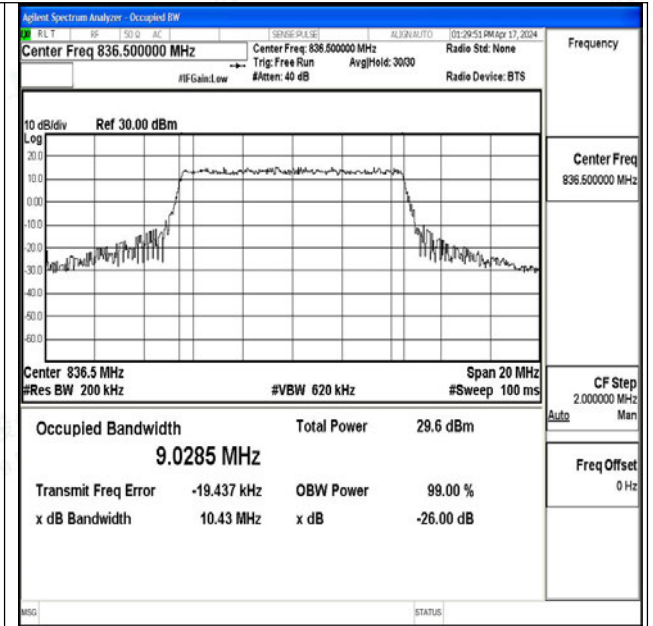 Agilent Spectrum Analyzer - Occupied BW
RLT RF 50 Ω AC SENSE:PULSE ALIGNAUTO 01:29:51 PM Apr 17, 2024
Center Freq 836.500000 MHz Center Freq: 836.500000 MHz Radio Std: None Frequency
Trig: Free Run Avg|Hold: 30/30
#IFGain:Low #Atten: 40 dB Radio Device: BTS
10 dB/div Ref 30.00 dBm
Log
20.0
10.0
0.00
-10.0
-20.0
-30.0
-40.0
-50.0
-60.0
Center Freq
836.500000 MHz
Center 836.5 MHz Span 20 MHz
#Res BW 200 kHz #VBW 620 kHz #Sweep 100 ms
CF Step
2.000000 MHz
Auto Man
Occupied Bandwidth Total Power 29.6 dBm
9.0285 MHz
Transmit Freq Error -19.437 kHz OBW Power 99.00 %
x dB Bandwidth 10.43 MHz x dB -26.00 dB
Freq Offset
0 Hz
MSG STATUS